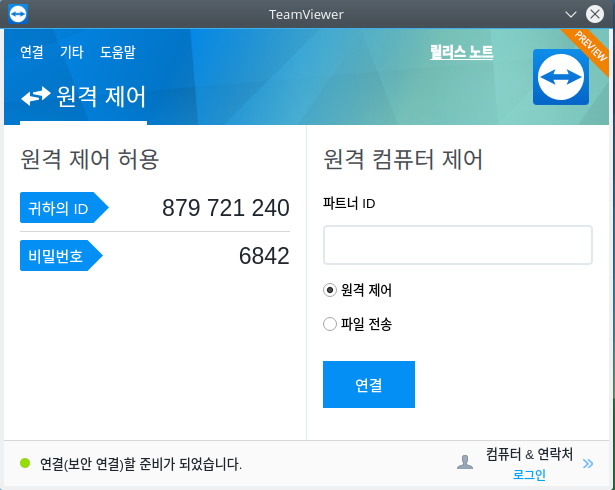 TeamViewer
연결 기타 도움말
릴리스 노트
PREVIEW
원격 제어
원격 제어 허용
귀하의 ID 879 721 240
비밀번호 6842
원격 컴퓨터 제어
파트너 ID
원격 제어
파일 전송
연결
연결(보안 연결)할 준비가 되었습니다.
컴퓨터 & 연락처
로그인